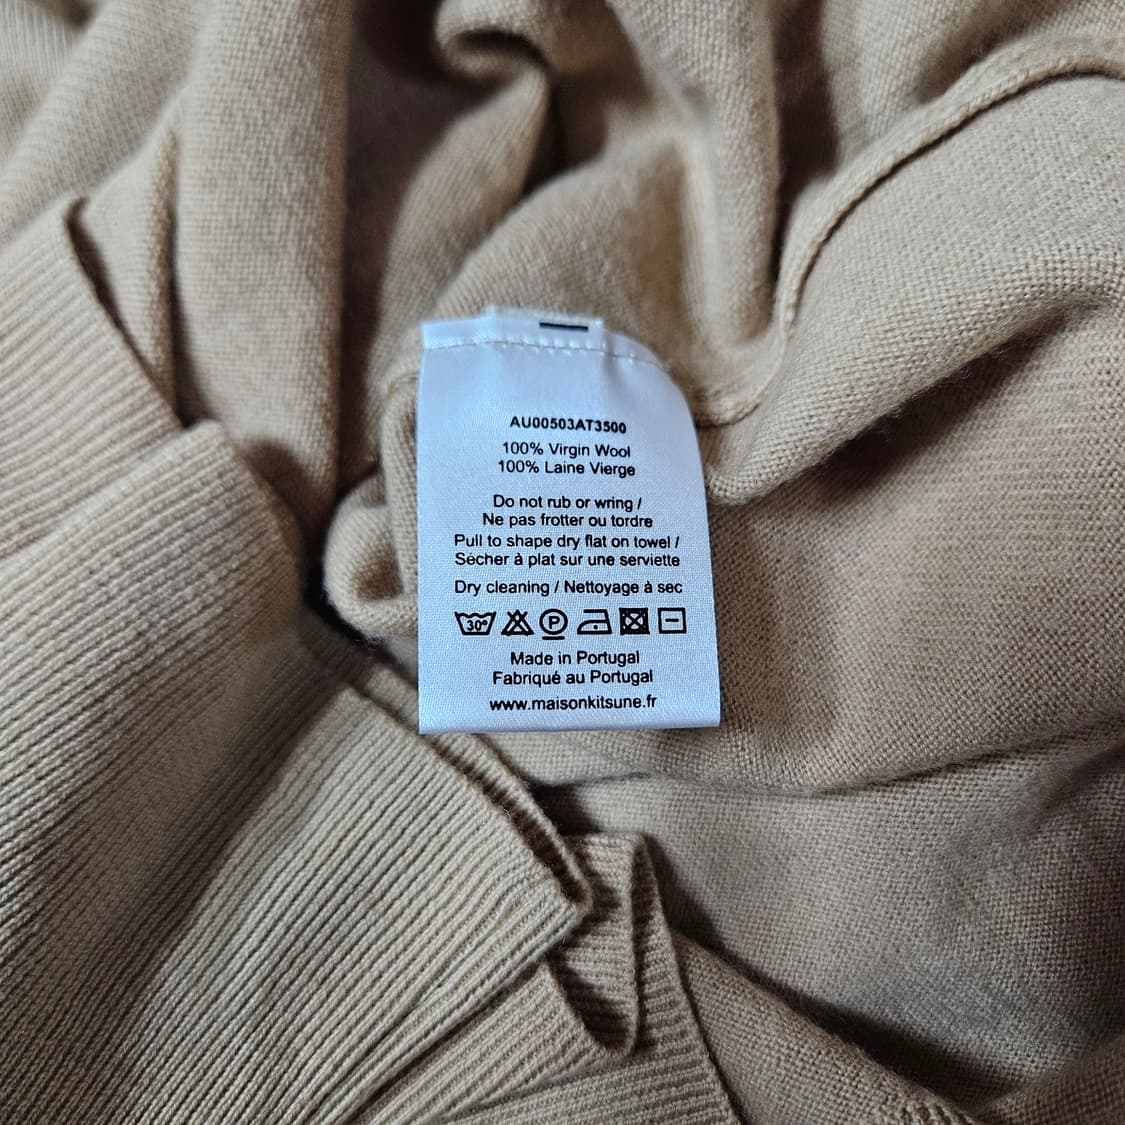 AU00503AT3500
100% Virgin Wool
100% Laine Vierge
Do not rub or wring /
Ne pas frotter ou tordre
Pull to shape dry flat on towel /
Sécher à plat sur une serviette
Dry cleaning / Nettoyage à sec
30° P
Made in Portugal
Fabriqué au Portugal
www.maisonkitsune.fr